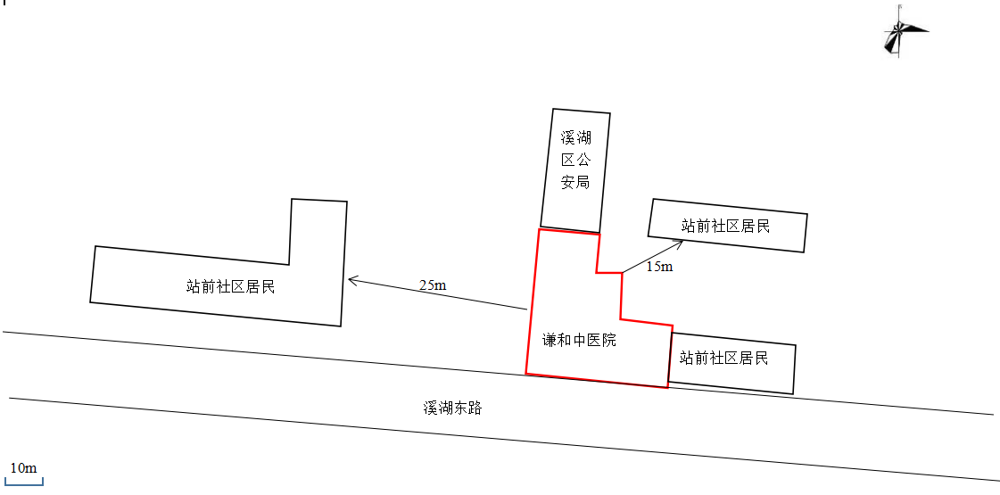 溪湖
区公
安局
站前社区居民
15m
25m
站前社区居民
谦和中医院
站前社区居民
溪湖东路
10m